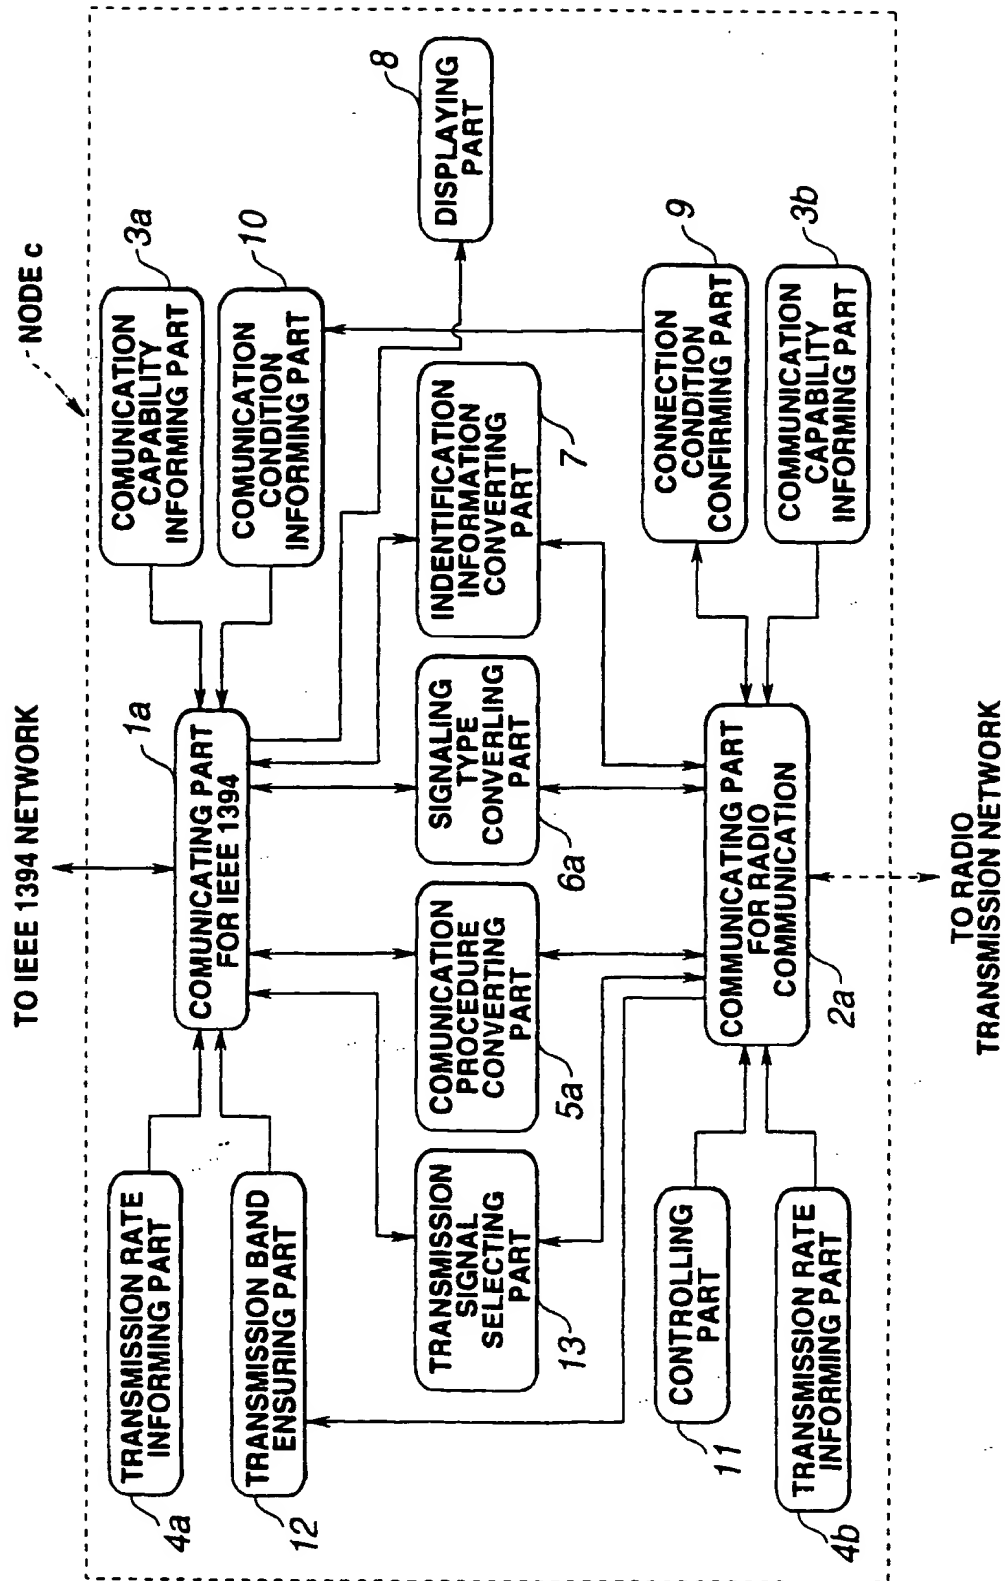 NODE c
TO IEEE 1394 NETWORK
4a
TRANSMISSION RATE
INFORMING PART
12
TRANSMISSION BAND
ENSURING PART
1a
COMUNICATING PART
FOR IEEE 1394
3a
COMUNICATION
CAPABILITY
INFORMING PART
10
COMUNICATION
CONDITION
INFORMING PART
8
DISPLAYING
PART
TRANSMISSION
SIGNAL
SELECTING
PART
13
COMUNICATION
PROCEDURE
CONVERTING
PART
5a
SIGNALING
TYPE
CONVERLING
PART
6a
INDENTIFICATION
INFORMATION
CONVERTING
PART
7
CONTROLLING
PART
11
TRANSMISSION RATE
INFORMING PART
4b
COMMUNICATING PART
FOR RADIO
COMMUNICATION
2a
9
CONNECTION
CONDITION
CONFIRMING PART
3b
COMMUNICATION
CAPABILITY
INFORMING PART
TO RADIO
TRANSMISSION NETWORK